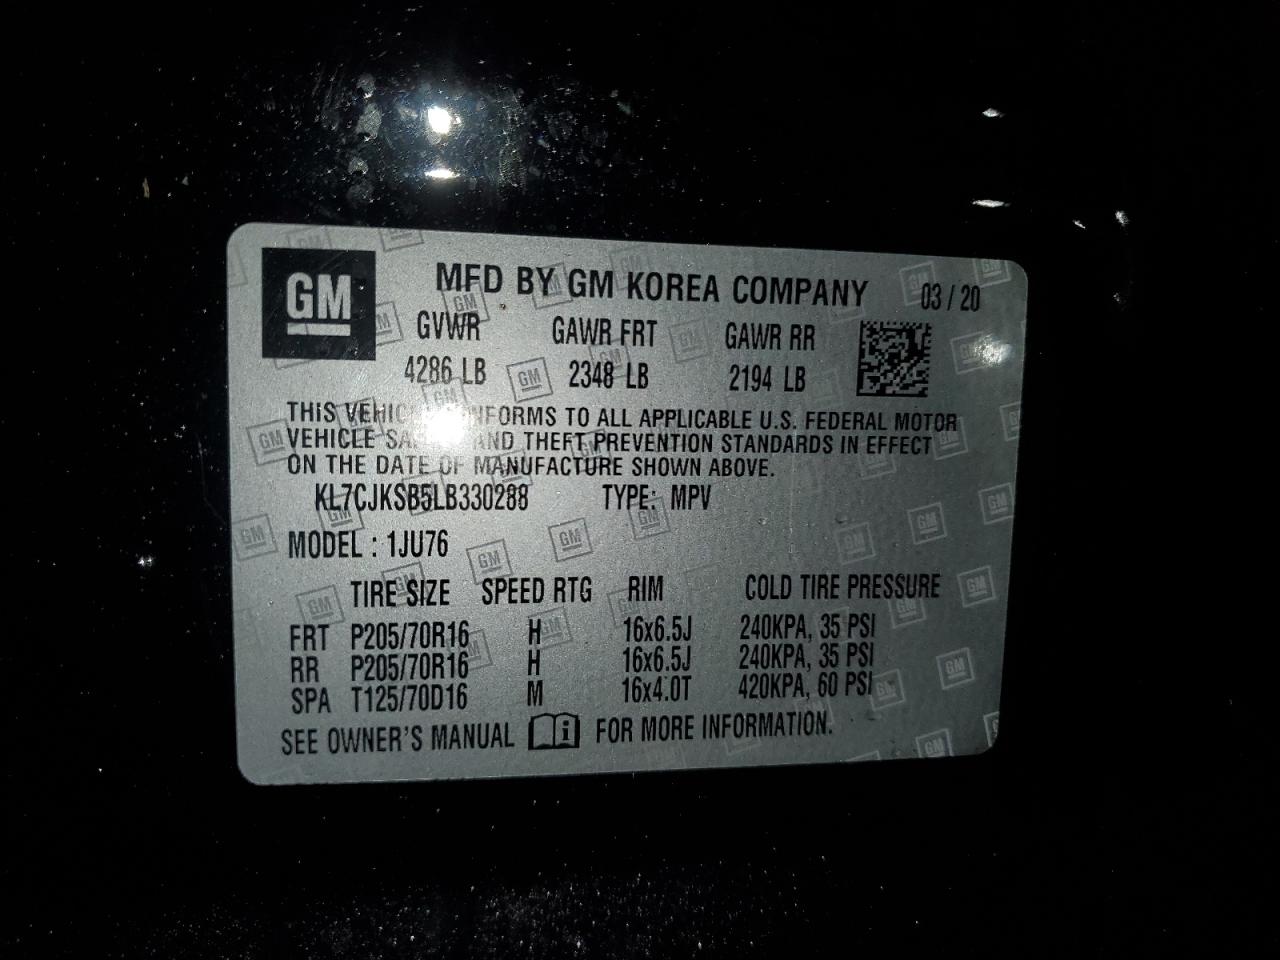 GM
MFD BY GM KOREA COMPANY 03 / 20
GVWR GAWR FRT GAWR RR
4286 LB 2348 LB 2194 LB
THIS VEHIC NFORMS TO ALL APPLICABLE U.S. FEDERAL MOTOR
VEHICLE SA AND THEFT PREVENTION STANDARDS IN EFFECT
ON THE DATE OF MANUFACTURE SHOWN ABOVE.
KL7CJKSB5LB330288 TYPE: MPV
MODEL : 1JU76
TIRE SIZE SPEED RTG RIM COLD TIRE PRESSURE
FRT P205/70R16 H 16x6.5J 240KPA, 35 PSI
RR P205/70R16 H 16x6.5J 240KPA, 35 PSI
SPA T125/70D16 M 16x4.0T 420KPA, 60 PSI
SEE OWNER'S MANUAL FOR MORE INFORMATION.